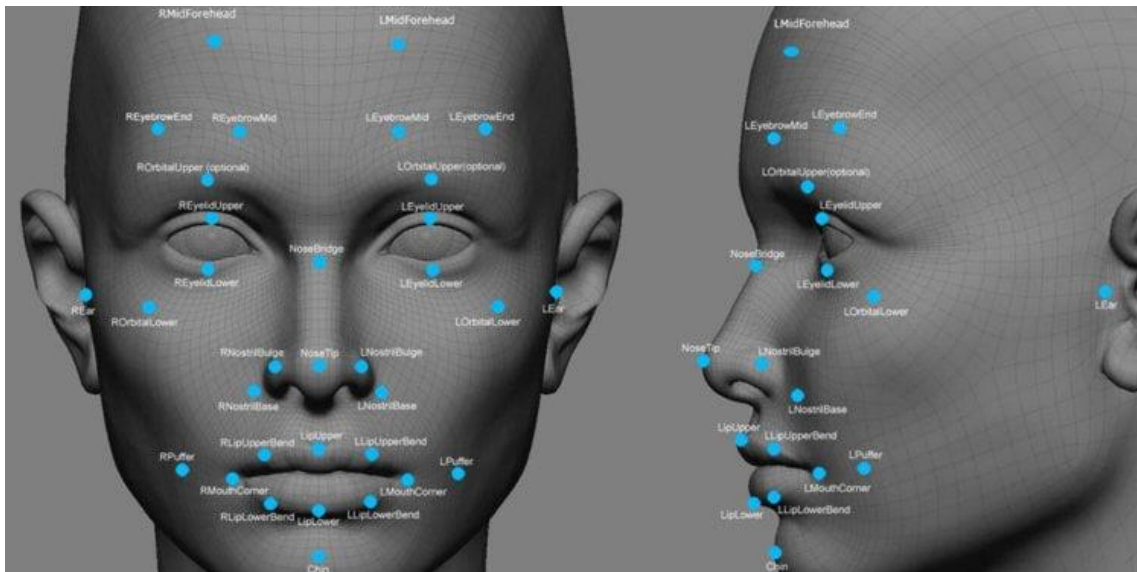 RMidForehead
LMidForehead
REyebrowEnd
REyebrowMid
LEyebrowMid
LEyebrowEnd
ROrbitalUpper (optional)
LOrbitalUpper(optional)
REyelidUpper
LEyelidUpper
NoseBridge
REyelidLower
LEyelidLower
REar
ROrbitalLower
LOrbitalLower
LEar
RNostrilBulge
NoseTip
LNostrilBulge
RNostrilBase
LNostrilBase
RLipUpperBend
LipUpper
LLipUpperBend
RPuffer
LPuffer
RMouthCorner
LMouthCorner
RLipLowerBend
LipLower
LLipLowerBend
Chin
LMidForehead
LEyebrowEnd
LEyebrowMid
LOrbitalUpper(optional)
LEyelidUpper
NoseBridge
LEyelidLower
LOrbitalLower
LEar
NoseTip
LNostrilBulge
LNostrilBase
LipUpper
LLipUpperBend
LPuffer
LMouthCorner
LipLower
LLipLowerBend
Chin